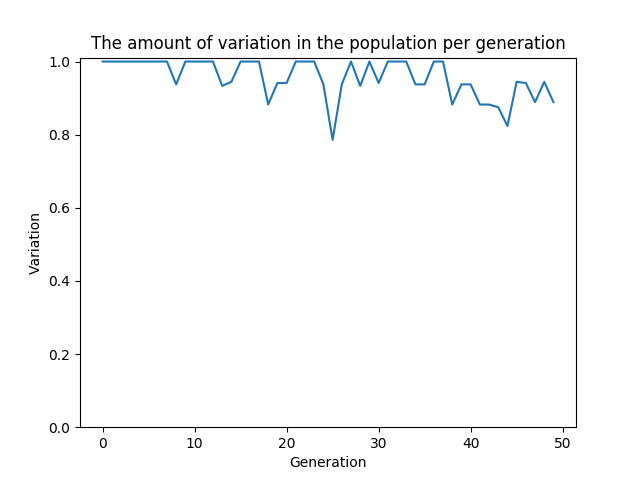 The amount of variation in the population per generation
1.0
0.8
0.6
0.4
0.2
0.0
Variation
0 10 20 30 40 50
Generation